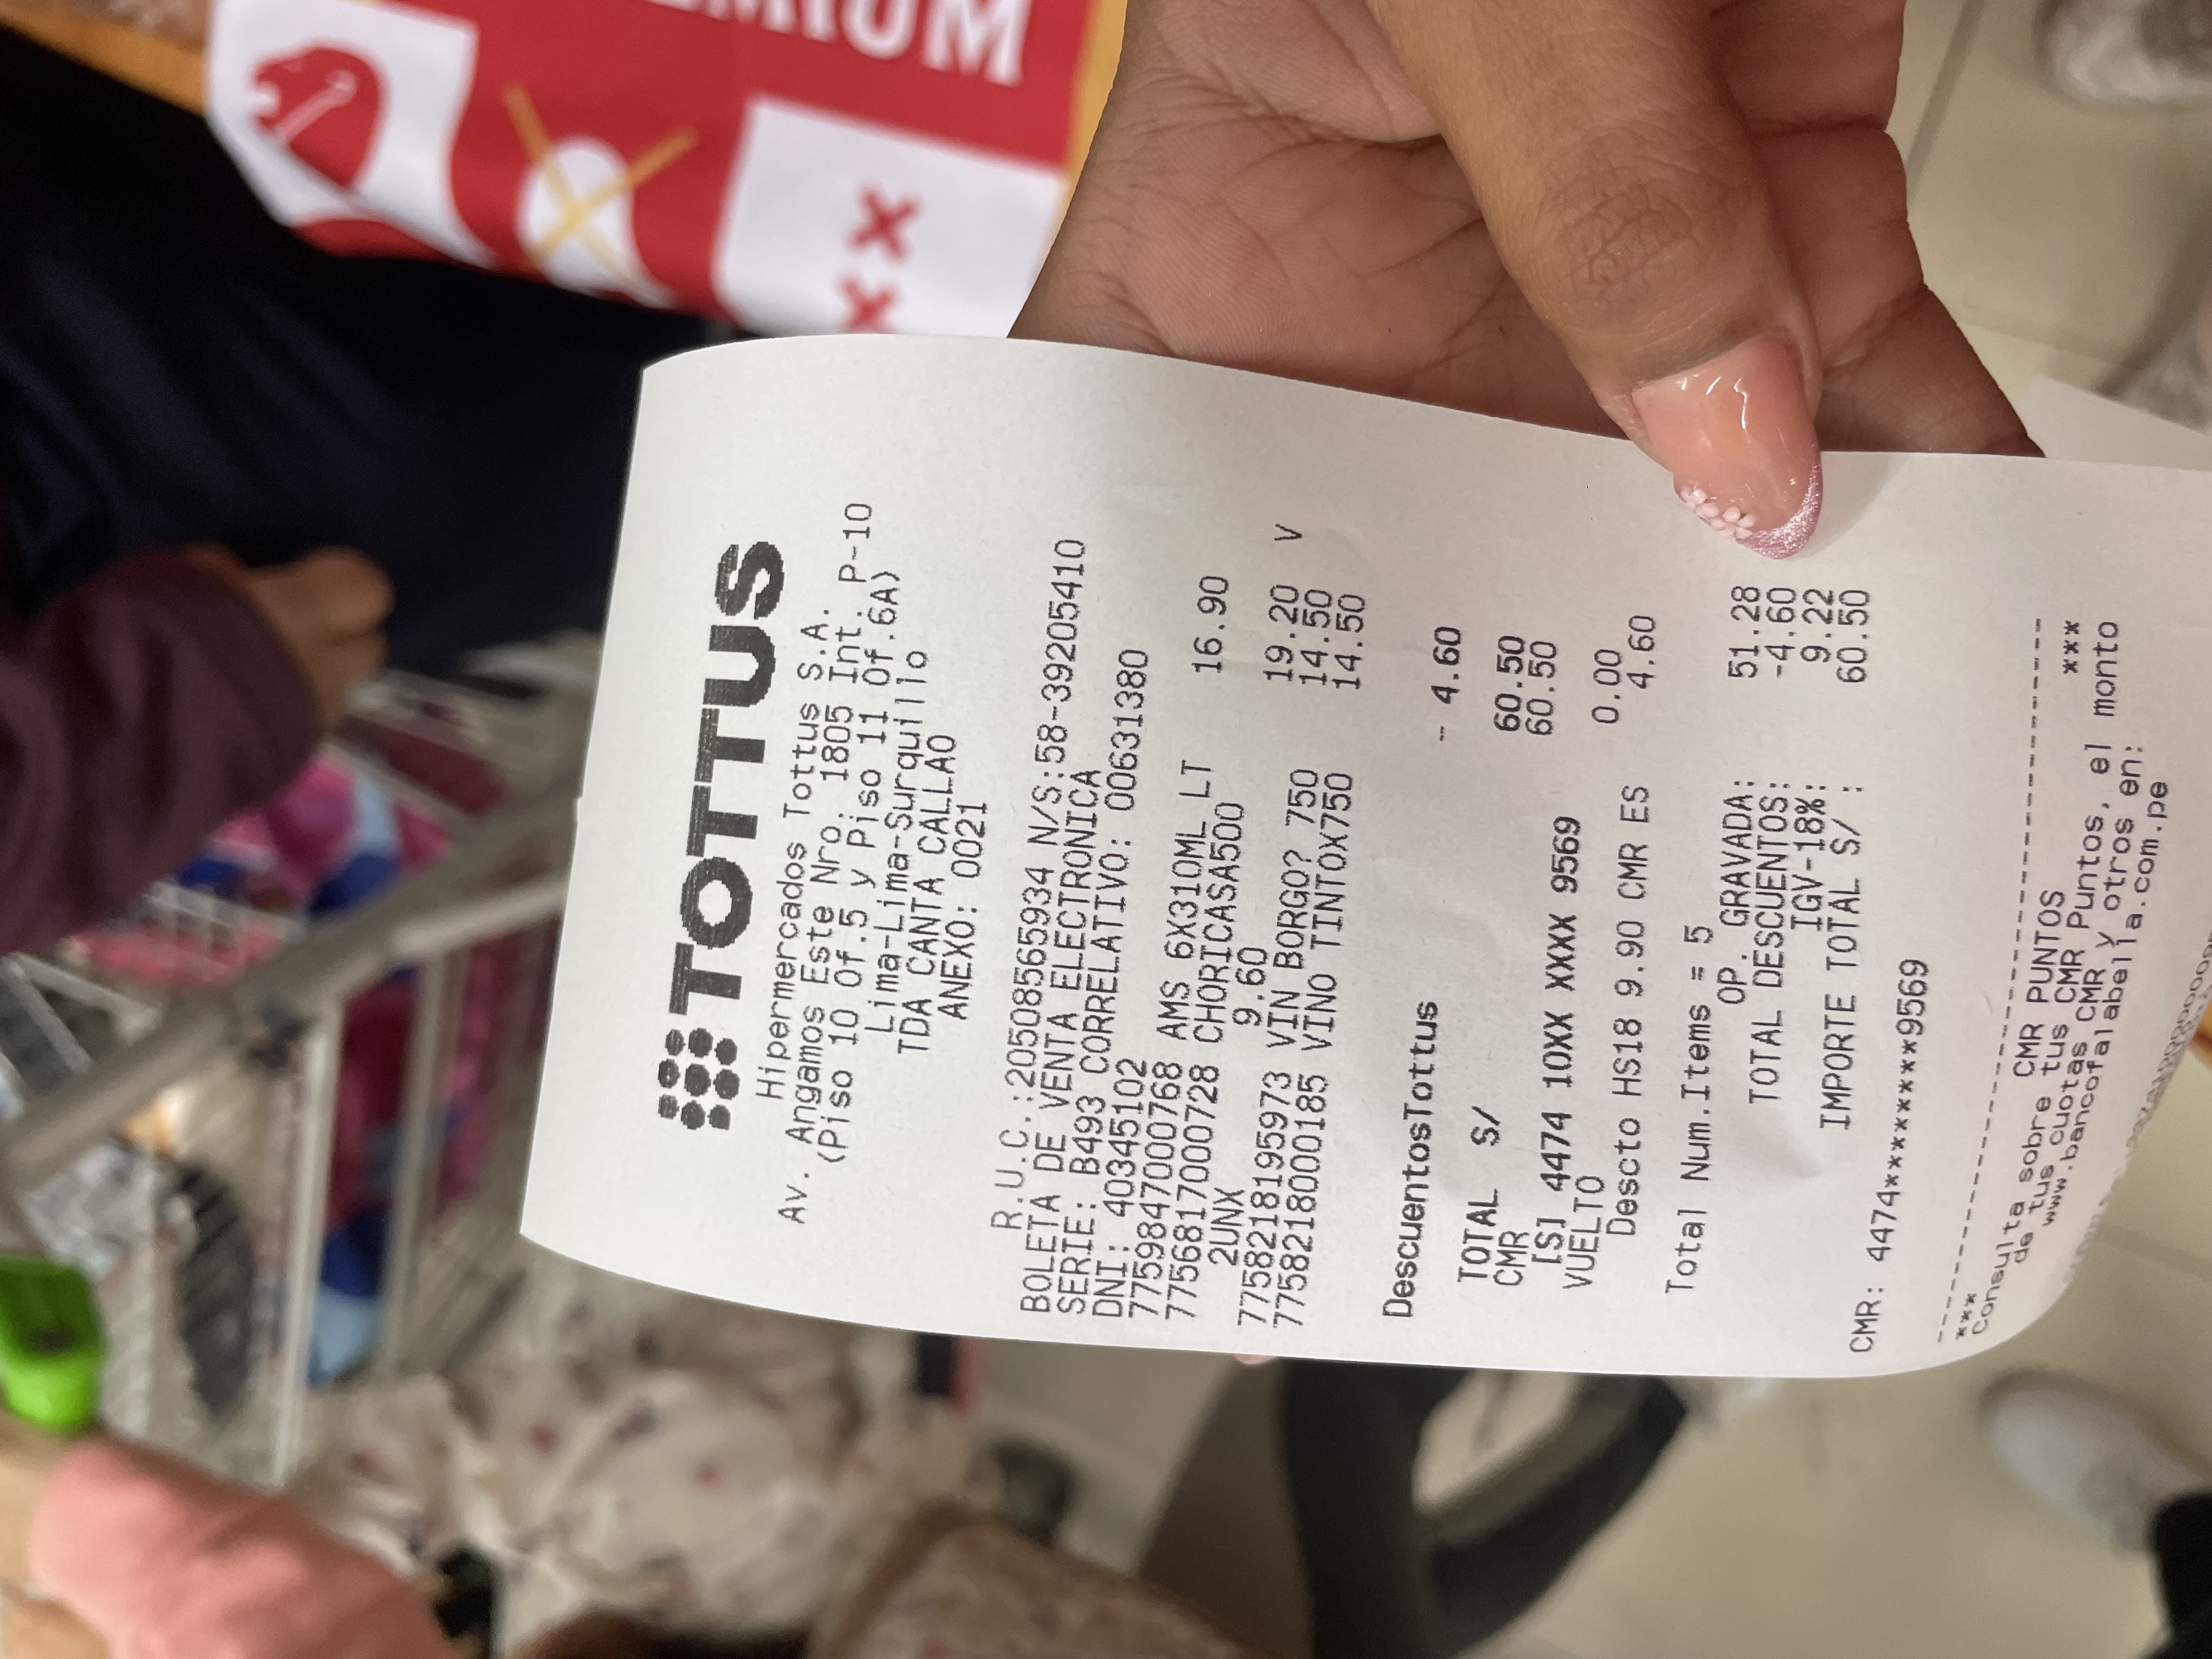 TOTTUS
Hipermercados Tottus S.A.
Av. Angamos Este Nro. 1805 Int. P-10
(Piso 10 Of.5 y Piso 11 Of.6A)
Lima-Lima-Surquillo
TDA CANTA CALLAO
ANEXO: 0021
R.U.C.:20508565934 N/S:58-39205410
BOLETA DE VENTA ELECTRONICA
SERIE: B493 CORRELATIVO: 00631380
DNI: 40345102
7759847000768 AMS 6X310ML LT 16.90
7756817000728 CHORICASA500
2UNX 9.60 19.20 V
7758218195973 VIN BORGO? 750 14.50
7758218000185 VINO TINTOX750 14.50
DescuentosTottus - 4.60
TOTAL S/ 60.50
CMR 60.50
[S] 4474 10XX XXXX 9569
VUELTO 0.00
Descto HS18 9.90 CMR ES 4.60
Total Num.Items = 5
OP. GRAVADA: 51.28
TOTAL DESCUENTOS: -4.60
IGV-18%: 9.22
IMPORTE TOTAL S/ : 60.50
CMR: 4474********9569
*** CMR PUNTOS ***
Consulta sobre tus CMR Puntos, el monto
de tus cuotas CMR y otros en:
www.bancofalabella.com.pe